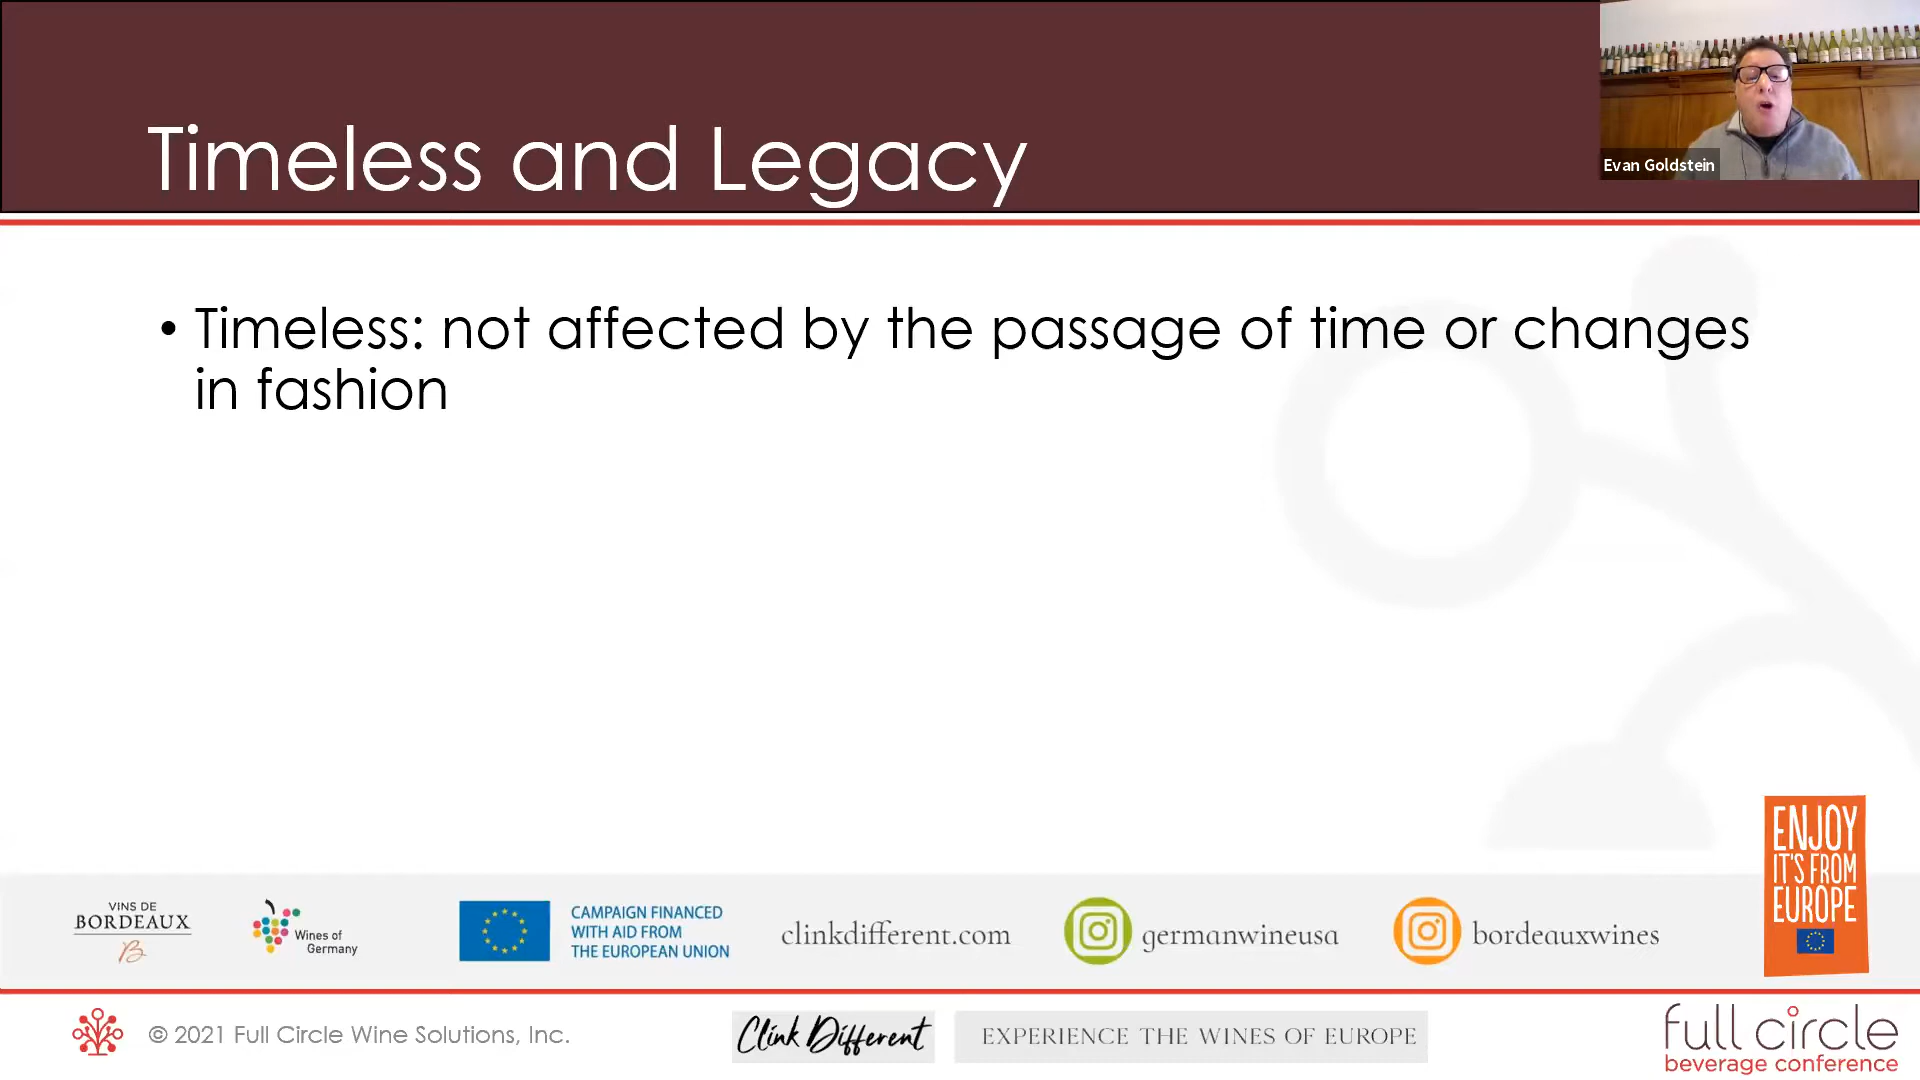 Timeless and Legacy
Evan Goldstein
• Timeless: not affected by the passage of time or changes
in fashion
ENJOY
IT'S FROM
EUROPE
VINS DE
BORDEAUX
B
Wines of
Germany
CAMPAIGN FINANCED
WITH AID FROM
THE EUROPEAN UNION
clinkdifferent.com
germanwineusa
bordeauxwines
© 2021 Full Circle Wine Solutions, Inc.
Clink Different
EXPERIENCE THE WINES OF EUROPE
full circle
beverage conference